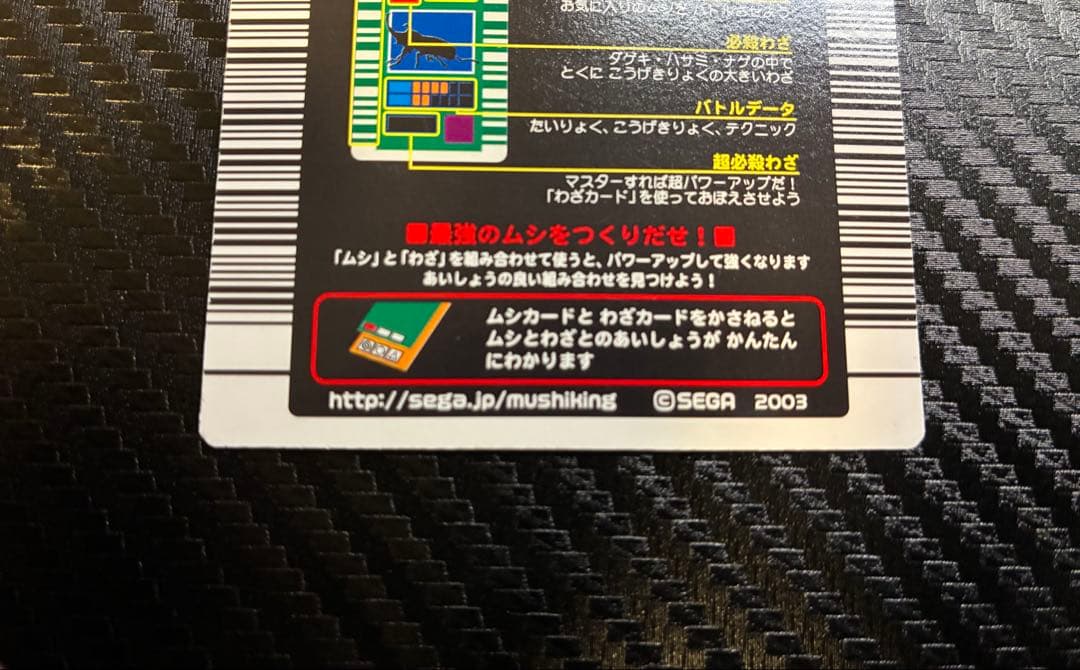 お気に入りのムシを
必殺わざ
ダゲキ・ハサミ・ナゲの中で
とくに こうげきりょくの大きいわざ
バトルデータ
たいりょく、こうげきりょく、テクニック
超必殺わざ
マスターすれば超パワーアップだ！
「わざカード」を使っておぼえさせよう
■最強のムシをつくりだせ！■
「ムシ」と「わざ」を組み合わせて使うと、パワーアップして強くなります
あいしょうの良い組み合わせを見つけよう！
ムシカードと わざカードをかさねると
ムシとわざとのあいしょうが かんたん
にわかります
http://sega.jp/mushiking ©SEGA 2003